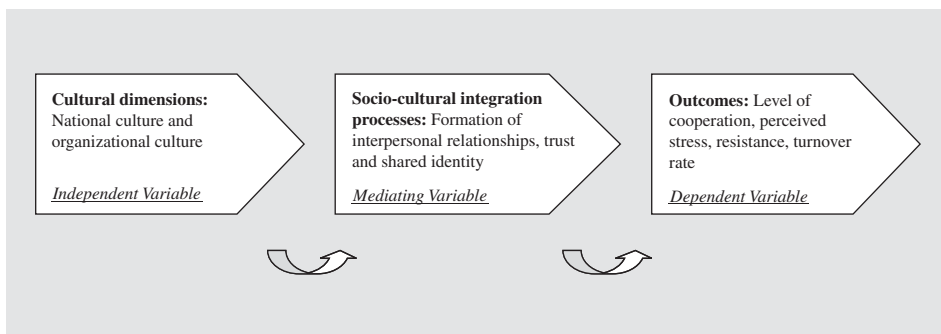 Cultural dimensions:
National culture and
organizational culture
Independent Variable
Socio-cultural integration
processes: Formation of
interpersonal relationships, trust
and shared identity
Mediating Variable
Outcomes: Level of
cooperation, perceived
stress, resistance, turnover
rate
Dependent Variable